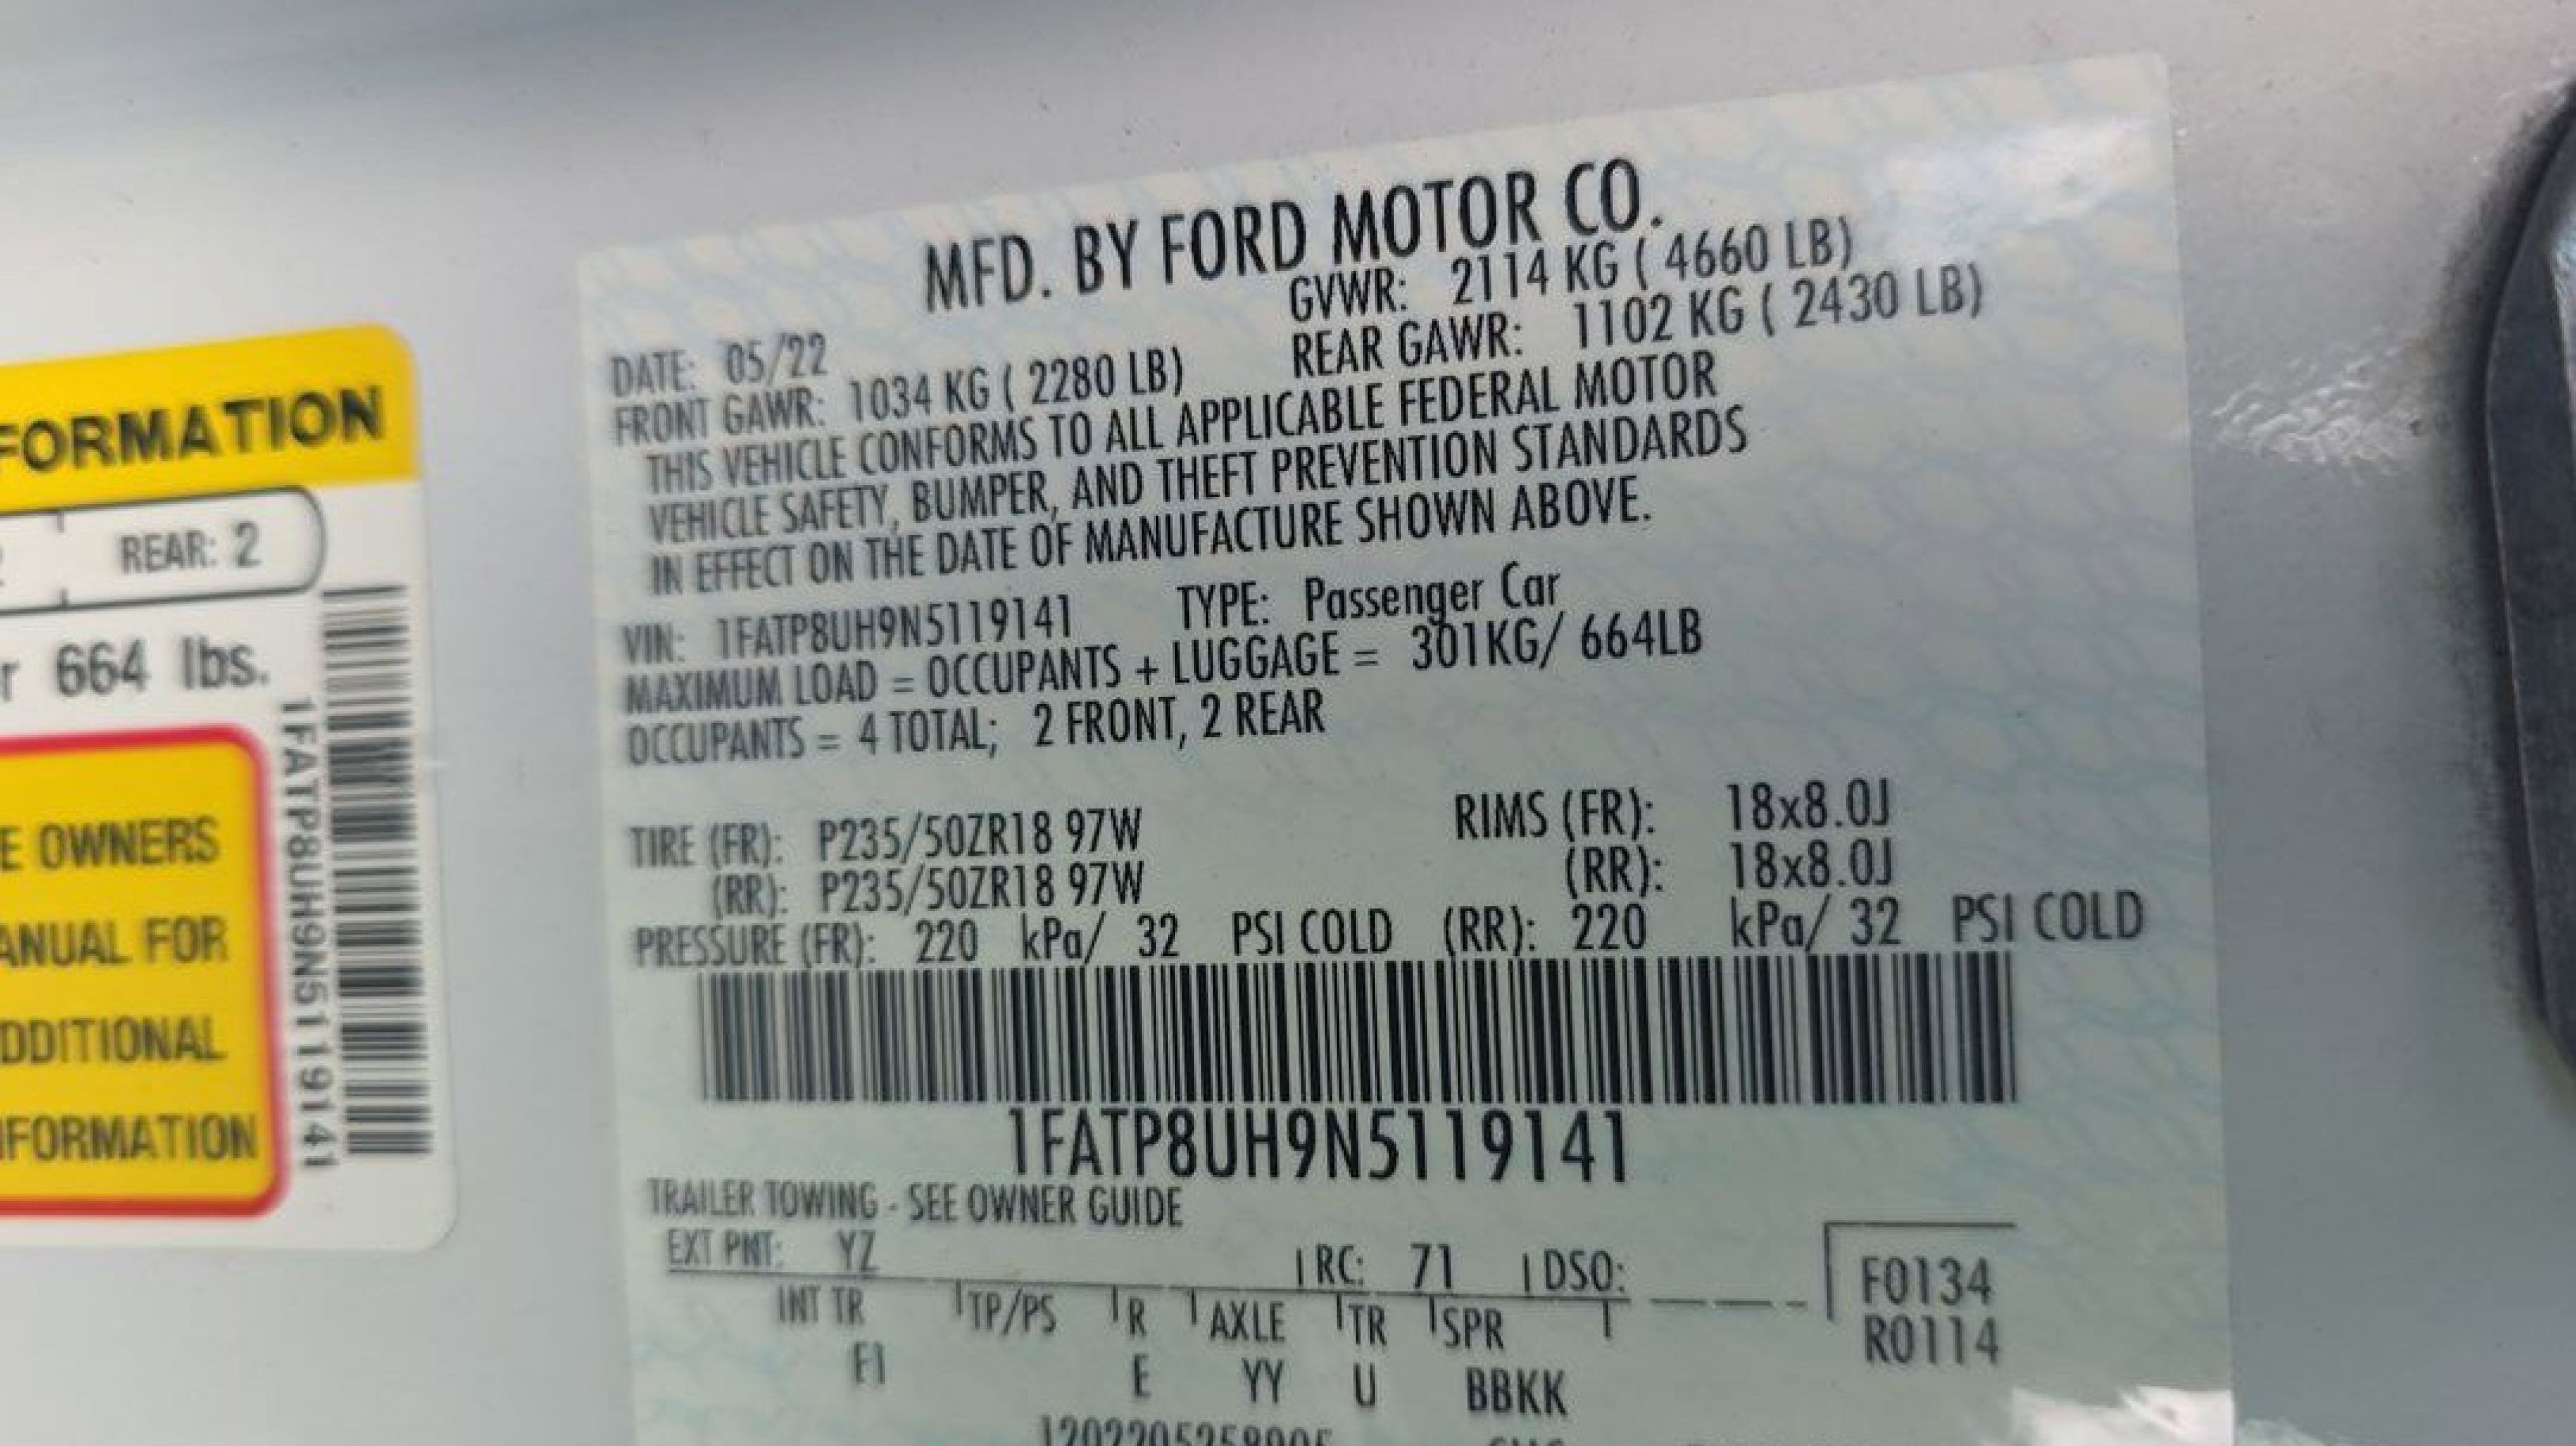 FORMATION
REAR: 2
r 664 lbs.
E OWNERS
ANUAL FOR
DDITIONAL
FORMATION
1FATP8UH9N5119141
MFD. BY FORD MOTOR CO.
DATE: 05/22 GVWR: 2114 KG ( 4660 LB)
FRONT GAWR: 1034 KG ( 2280 LB) REAR GAWR: 1102 KG ( 2430 LB)
THIS VEHICLE CONFORMS TO ALL APPLICABLE FEDERAL MOTOR
VEHICLE SAFETY, BUMPER, AND THEFT PREVENTION STANDARDS
IN EFFECT ON THE DATE OF MANUFACTURE SHOWN ABOVE.
VIN: 1FATP8UH9N5119141 TYPE: Passenger Car
MAXIMUM LOAD = OCCUPANTS + LUGGAGE = 301KG/ 664LB
OCCUPANTS = 4 TOTAL; 2 FRONT, 2 REAR
TIRE (FR): P235/50ZR18 97W RIMS (FR): 18x8.0J
(RR): P235/50ZR18 97W (RR): 18x8.0J
PRESSURE (FR): 220 kPa/ 32 PSI COLD (RR): 220 kPa/ 32 PSI COLD
1FATP8UH9N5119141
TRAILER TOWING - SEE OWNER GUIDE
EXT PNT: YZ RC: 71 DSO: F0134
INT TR TP/PS R AXLE TR SPR R0114
E YY U BBKK